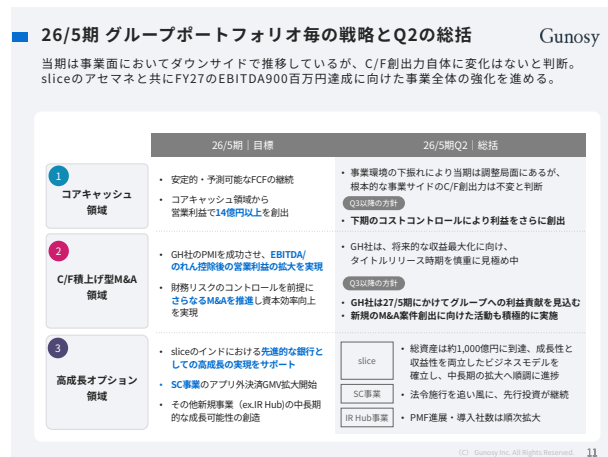 26/5期 グループポートフォリオ毎の戦略とQ2の総括
Gunosy
当期は事業面においてダウンサイドで推移しているが、C/F創出力自体に変化はないと判断。
sliceのアセマネと共にFY27のEBITDA900百万円達成に向けた事業全体の強化を進める。
26/5期｜目標
26/5期Q2｜総括
1
コアキャッシュ
領域
• 安定的・予測可能なFCFの継続
• コアキャッシュ領域から
営業利益で14億円以上を創出
• 事業環境の下振れにより当期は調整局面にあるが、
根本的な事業サイドのC/F創出力は不変と判断
Q3以降の方針
• 下期のコストコントロールにより利益をさらに創出
2
C/F積上げ型M&A
領域
• GH社のPMIを成功させ、EBITDA/
のれん控除後の営業利益の拡大を実現
• 財務リスクのコントロールを前提に
さらなるM&Aを推進し資本効率向上
を実現
• GH社は、将来的な収益最大化に向け、
タイトルリリース時期を慎重に見極め中
Q3以降の方針
• GH社は27/5期にかけてグループへの利益貢献を見込む
• 新規のM&A案件創出に向けた活動も積極的に実施
3
高成長オプション
領域
• sliceのインドにおける先進的な銀行と
しての高成長の実現をサポート
• SC事業のアプリ外決済GMV拡大開始
• その他新規事業（ex.IR Hub)の中長期
的な成長可能性の創造
slice
• 総資産は約1,000億円に到達、成長性と
収益性を両立したビジネスモデルを
確立し、中長期の拡大へ順調に進捗
SC事業
• 法令施行を追い風に、先行投資が継続
IR Hub事業
• PMF進展・導入社数は順次拡大
（C） Gunosy Inc. All Rights Reserved.
11